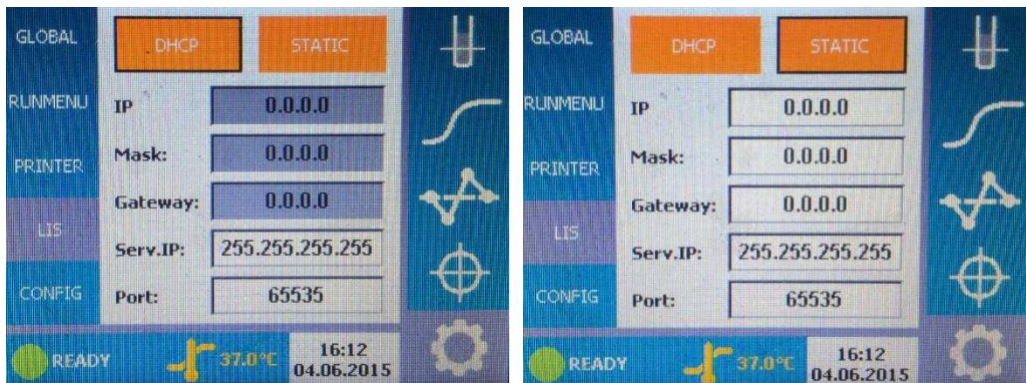 GLOBAL
DHCP STATIC
RUNMENU
IP 0.0.0.0
PRINTER
Mask: 0.0.0.0
Gateway: 0.0.0.0
LIS
Serv.IP: 255.255.255.255
CONFIG
Port: 65535
READY 37.0°C 16:12
04.06.2015
GLOBAL
DHCP STATIC
RUNMENU
IP 0.0.0.0
PRINTER
Mask: 0.0.0.0
Gateway: 0.0.0.0
LIS
Serv.IP: 255.255.255.255
CONFIG
Port: 65535
READY 37.0°C 16:12
04.06.2015